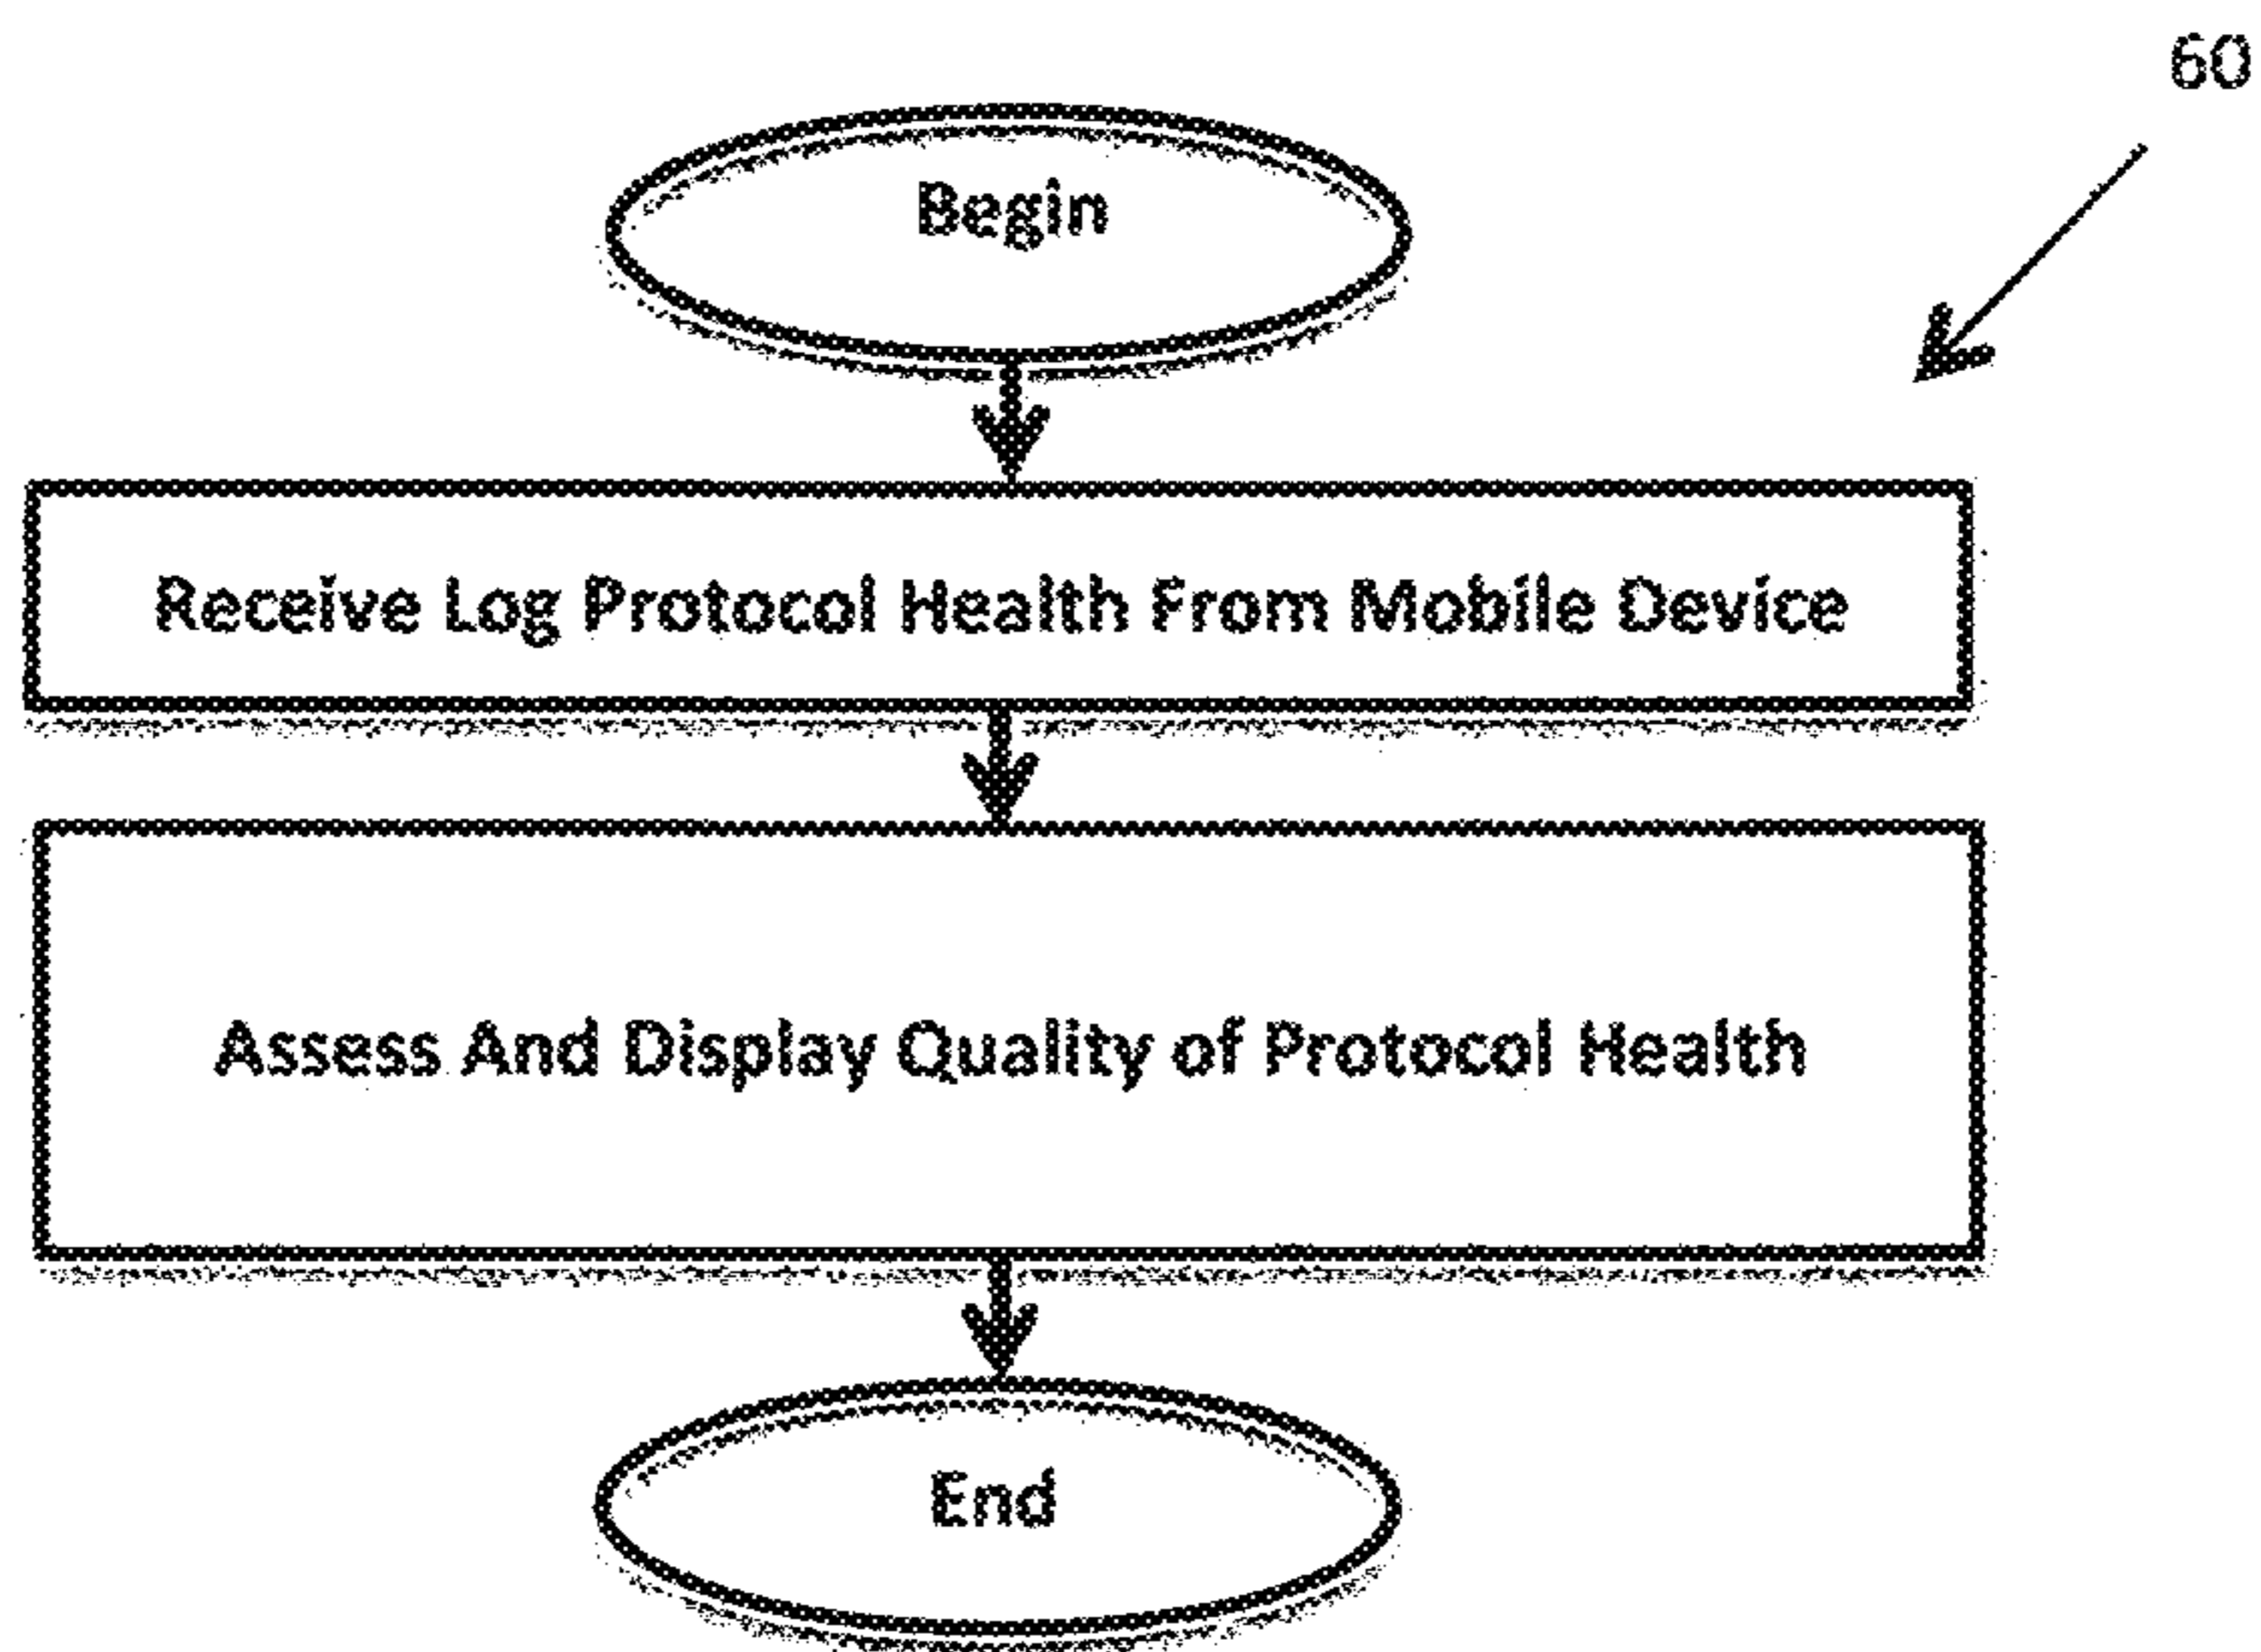 60
Begin
Receive Log Protocol Health From Mobile Device
Assess And Display Quality of Protocol Health
End